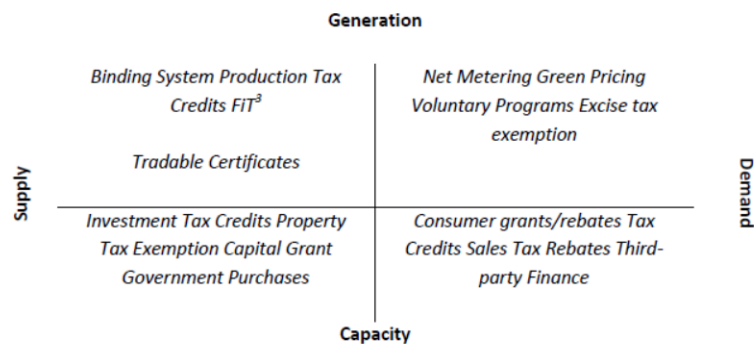 Generation
Binding System Production Tax
Credits FiT³
Tradable Certificates
Net Metering Green Pricing
Voluntary Programs Excise tax
exemption
Supply
Demand
Investment Tax Credits Property
Tax Exemption Capital Grant
Government Purchases
Consumer grants/rebates Tax
Credits Sales Tax Rebates Third-
party Finance
Capacity